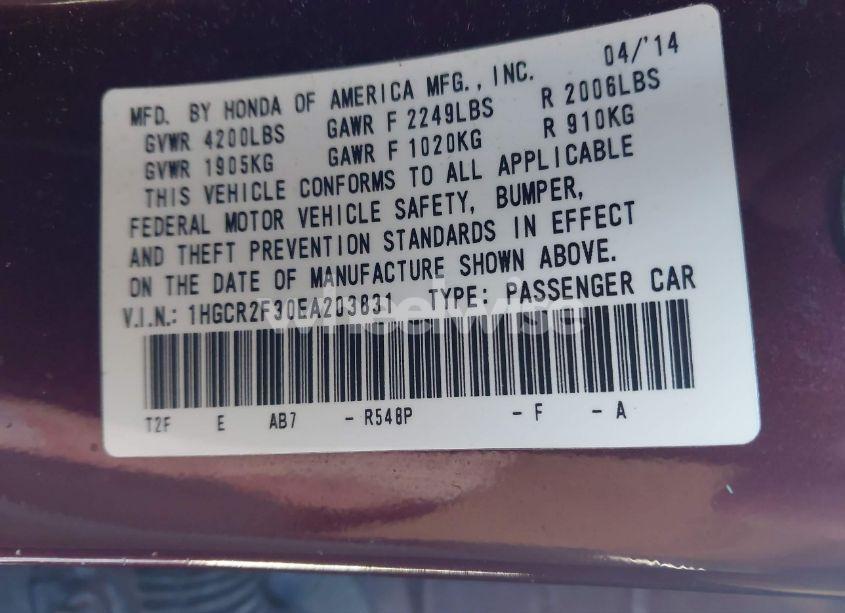 04/'14
MFD. BY HONDA OF AMERICA MFG., INC.
GVWR 4200LBS GAWR F 2249LBS R 2006LBS
GVWR 1905KG GAWR F 1020KG R 910KG
THIS VEHICLE CONFORMS TO ALL APPLICABLE
FEDERAL MOTOR VEHICLE SAFETY, BUMPER,
AND THEFT PREVENTION STANDARDS IN EFFECT
ON THE DATE OF MANUFACTURE SHOWN ABOVE.
V.I.N.: 1HGCR2F30EA203831 TYPE: PASSENGER CAR
wheelwise
T2F E AB7 - R548P - F - A